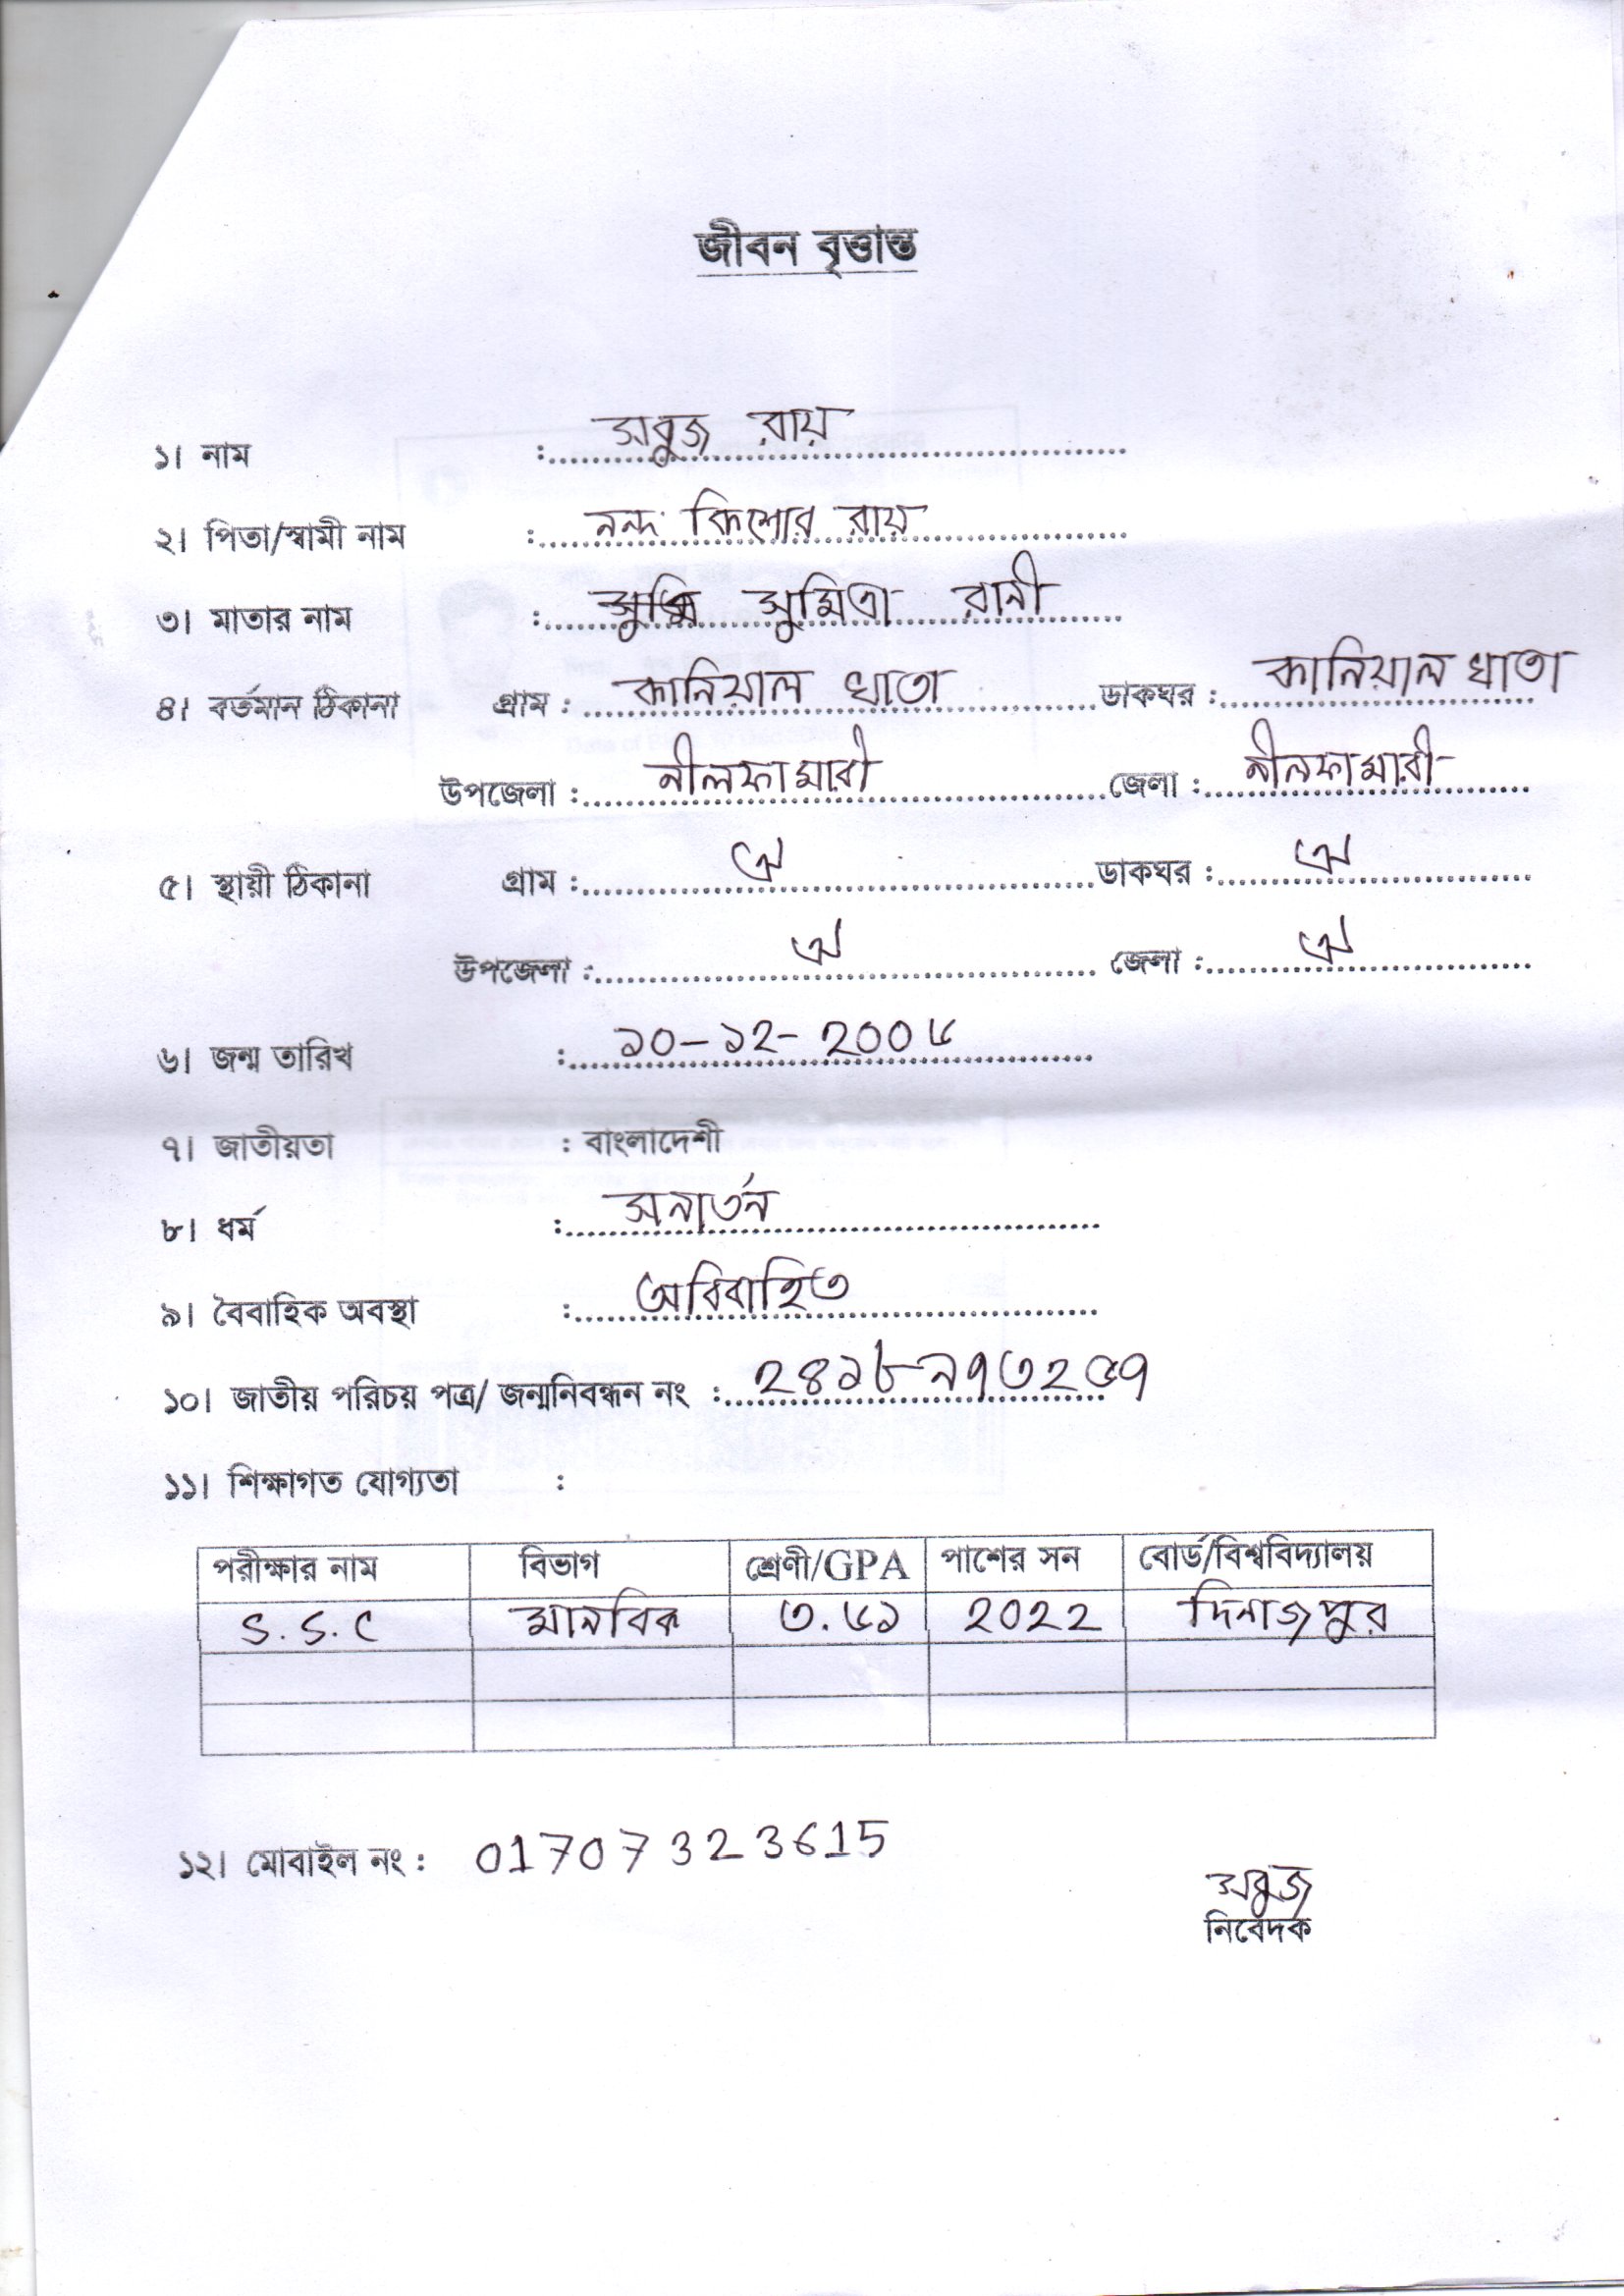 জীবন বৃত্তান্ত
১। নাম : সবুজ রায়
২। পিতা/স্বামী নাম : নন্দ কিশোর রায়
৩। মাতার নাম : সুমিত্রা রানী
৪। বর্তমান ঠিকানা গ্রাম : কানিয়াল খাতা ডাকঘর : কানিয়াল খাতা
উপজেলা : নীলফামারী জেলা : নীলফামারী
৫। স্থায়ী ঠিকানা গ্রাম : ঐ ডাকঘর : ঐ
উপজেলা : ঐ জেলা : ঐ
৬। জন্ম তারিখ : ১০-১২-২০০৬
৭। জাতীয়তা : বাংলাদেশী
৮। ধর্ম : সনাতন
৯। বৈবাহিক অবস্থা : অবিবাহিত
১০। জাতীয় পরিচয় পত্র/ জন্মনিবন্ধন নং :
১১। শিক্ষাগত যোগ্যতা :
পরীক্ষার নাম বিভাগ শ্রেণী/GPA পাশের সন বোর্ড/বিশ্ববিদ্যালয়
S.S.C মানবিক ৩.৬১ ২০২২ দিনাজপুর
১২। মোবাইল নং : 01707323615
সবুজ
নিবেদক